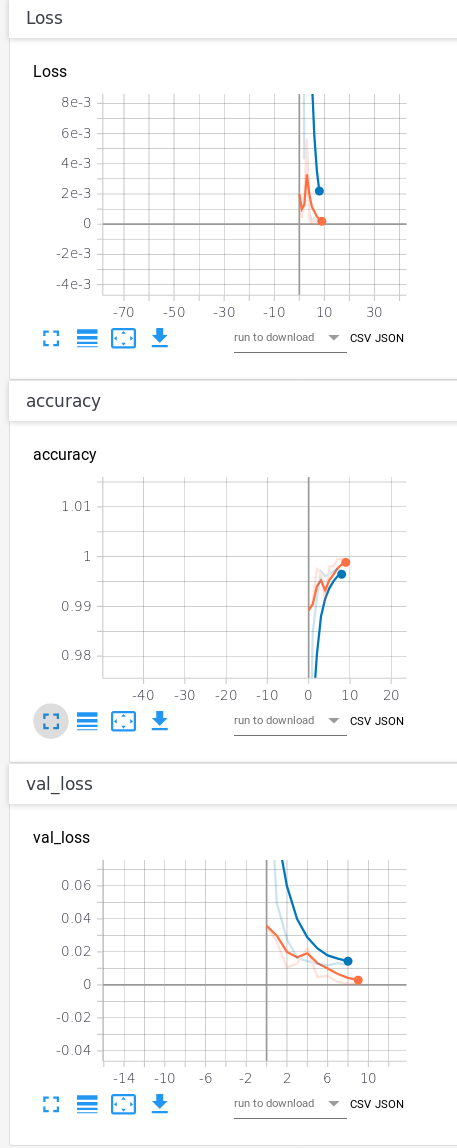 Loss
Loss
8e-3
6e-3
4e-3
2e-3
0
-2e-3
-4e-3
-70 -50 -30 -10 10 30
run to download CSV JSON
accuracy
accuracy
1.01
1
0.99
0.98
-40 -30 -20 -10 0 10 20
run to download CSV JSON
val_loss
val_loss
0.06
0.04
0.02
0
-0.02
-0.04
-14 -10 -6 -2 2 6 10
run to download CSV JSON